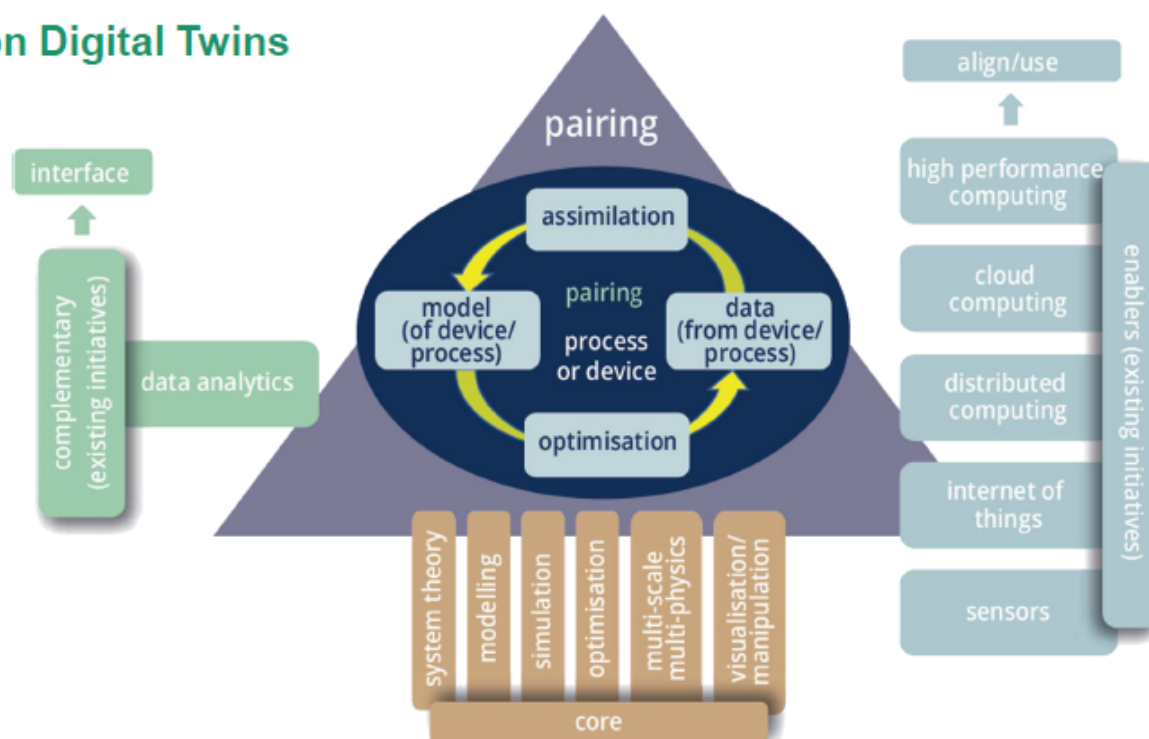 on Digital Twins
pairing
interface
complementary
(existing initiatives)
data analytics
assimilation
model
(of device/
process)
pairing
process
or device
data
(from device/
process)
optimisation
system theory
modelling
simulation
optimisation
multi-scale
multi-physics
visualisation/
manipulation
core
align/use
high performance
computing
cloud
computing
distributed
computing
internet of
things
sensors
enablers (existing initiatives)